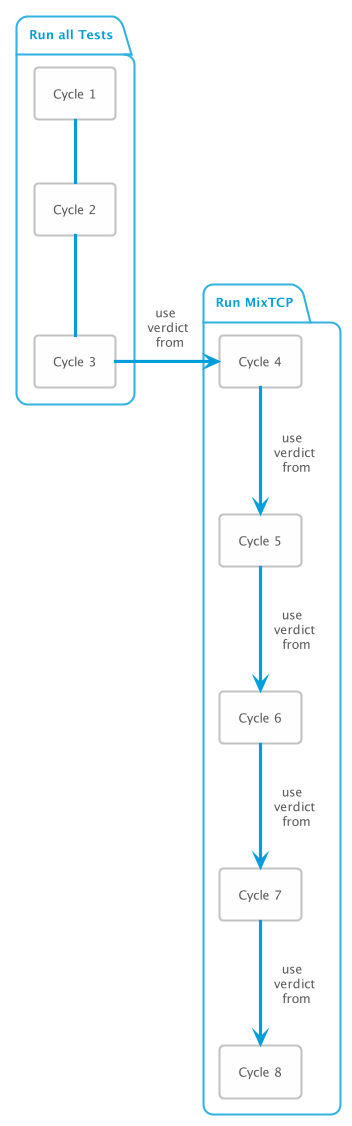 Run all Tests
Cycle 1
Cycle 2
Cycle 3
use
verdict
from
Run MixTCP
Cycle 4
use
verdict
from
Cycle 5
use
verdict
from
Cycle 6
use
verdict
from
Cycle 7
use
verdict
from
Cycle 8